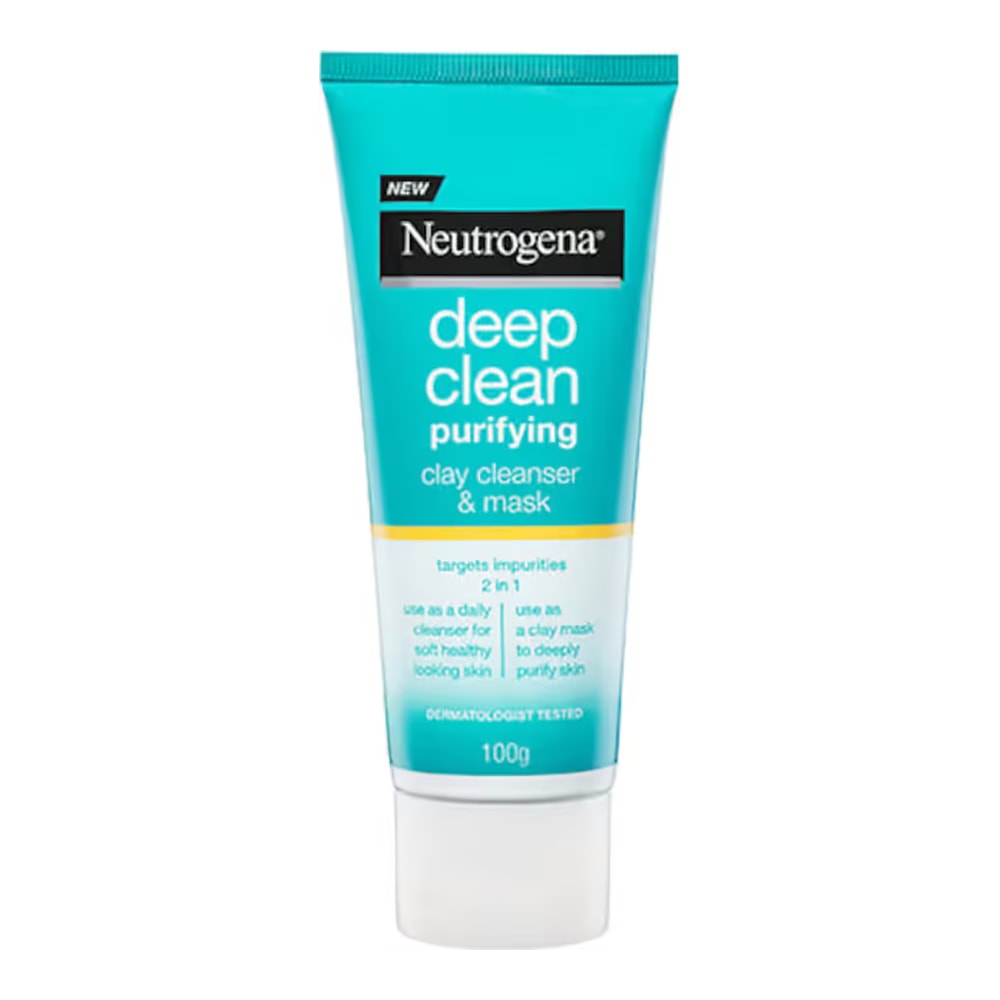 NEW
Neutrogena®
deep
clean
purifying
clay cleanser
& mask
targets impurities
2 in 1
use as a daily
cleanser for
soft healthy
looking skin
use as
a clay mask
to deeply
purify skin
DERMATOLOGIST TESTED
100g